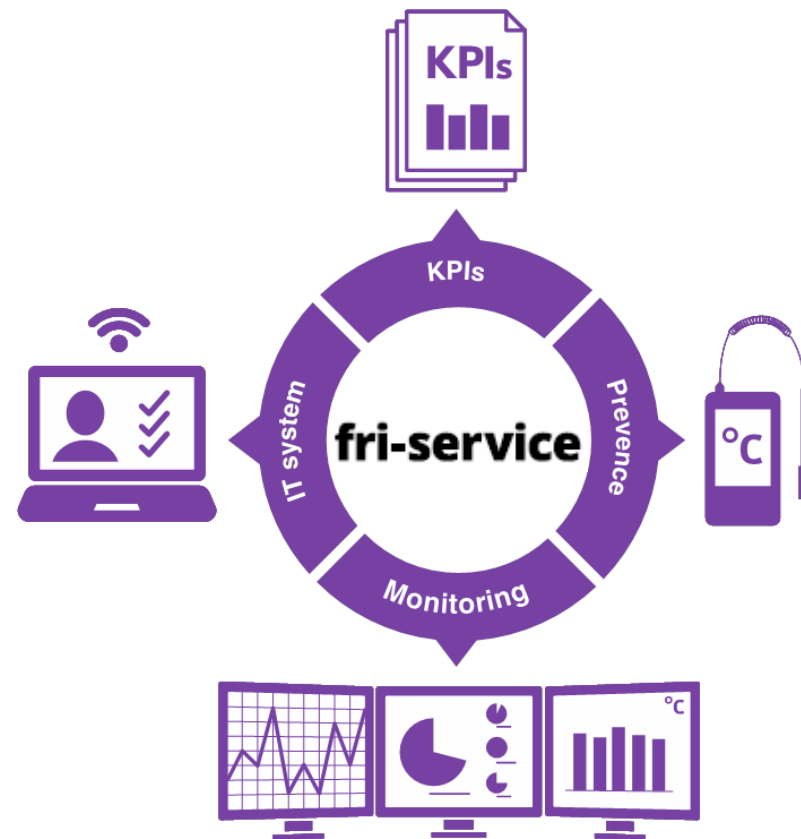 KPIs
KPIs
IT system
fri-service
Prevence
°C
Monitoring
°C